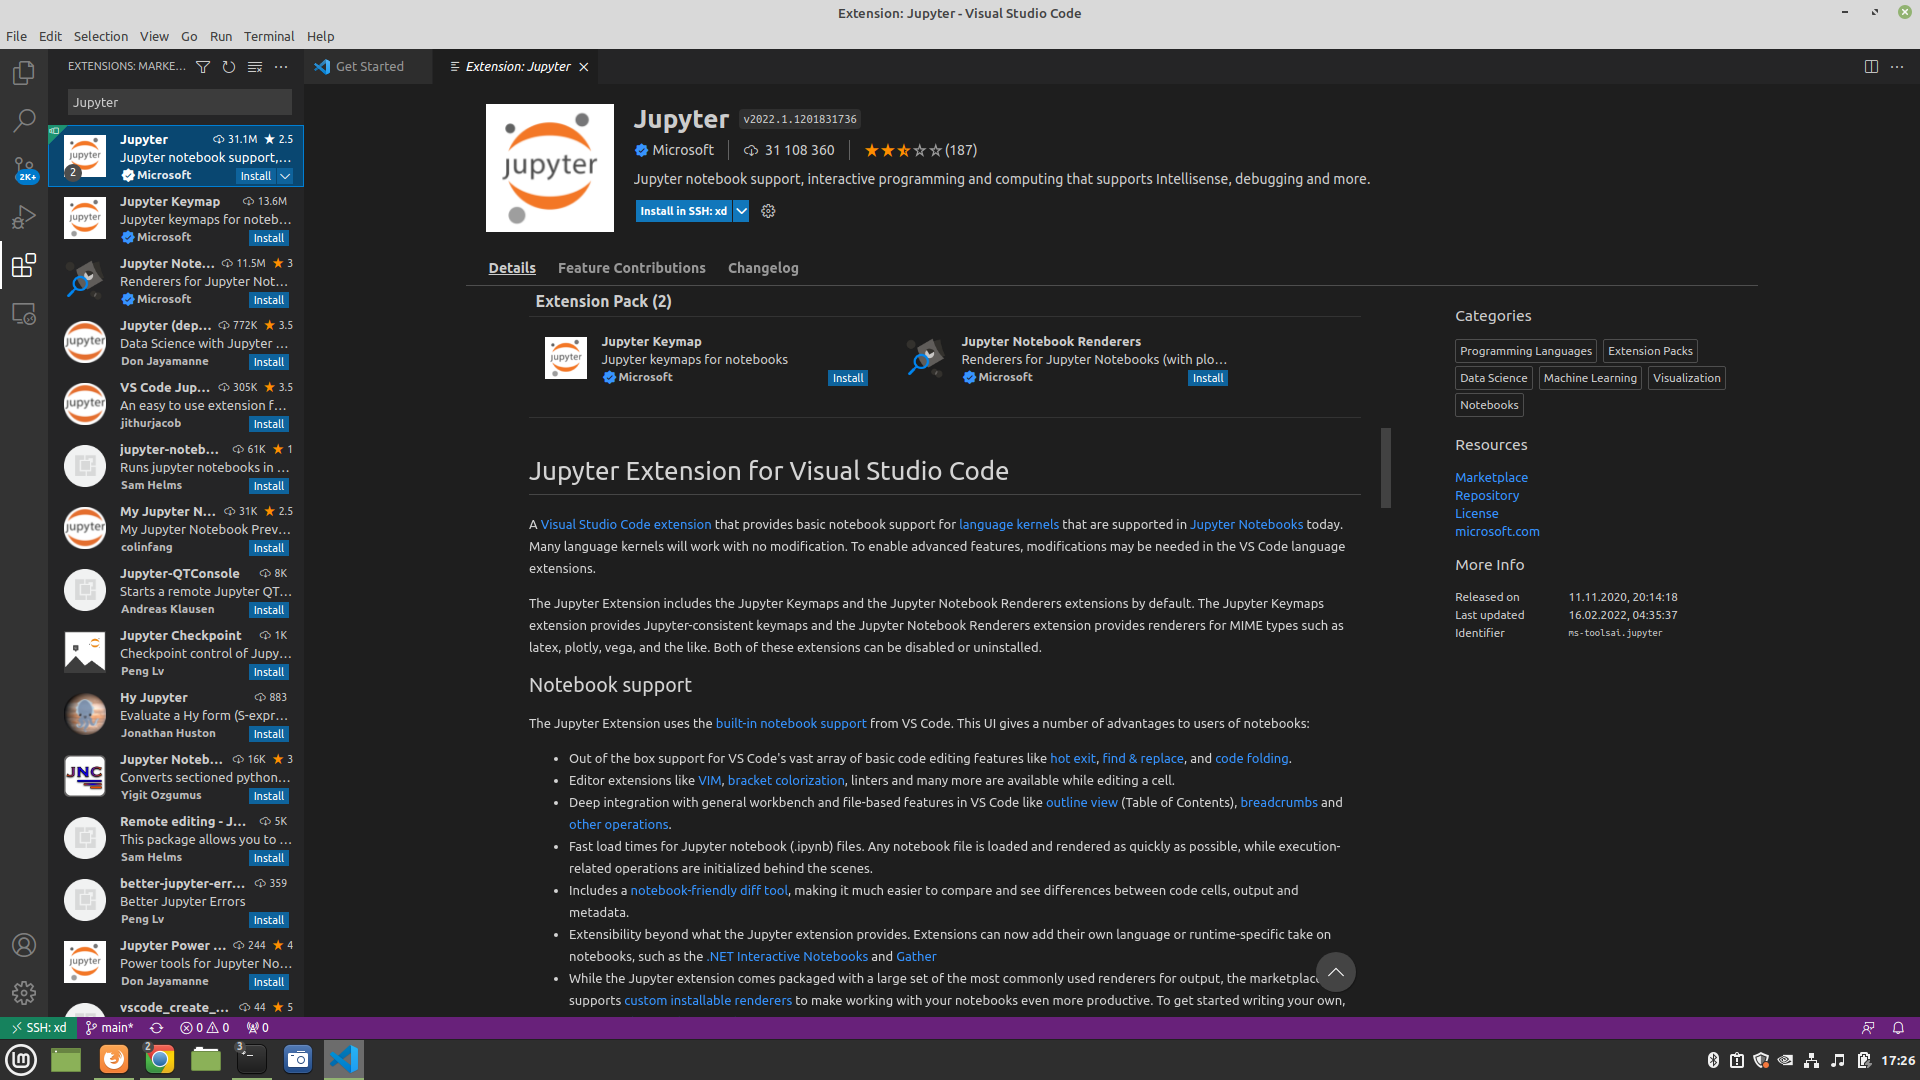 Extension: Jupyter - Visual Studio Code
File Edit Selection View Go Run Terminal Help
EXTENSIONS: MARKE...
Jupyter
Jupyter 31.1M 2.5
Jupyter notebook support,...
Microsoft Install
2
2K+
Jupyter Keymap 13.6M
Jupyter keymaps for noteb...
Microsoft Install
Jupyter Note... 11.5M 3
Renderers for Jupyter Not...
Microsoft Install
Jupyter (dep... 772K 3.5
Data Science with Jupyter ...
Don Jayamanne Install
VS Code Jup... 305K 3.5
An easy to use extension f...
jithurjacob Install
jupyter-noteb... 61K 1
Runs jupyter notebooks in ...
Sam Helms Install
My Jupyter N... 31K 2.5
My Jupyter Notebook Prev...
colinfang Install
Jupyter-QTConsole 8K
Starts a remote Jupyter QT...
Andreas Klausen Install
Jupyter Checkpoint 1K
Checkpoint control of Jupy...
Peng Lv Install
Hy Jupyter 883
Evaluate a Hy form (S-expr...
Jonathan Huston Install
JNC
Jupyter Noteb... 16K 3
Converts sectioned python...
Yigit Ozgumus Install
Remote editing - J... 5K
This package allows you to ...
Sam Helms Install
better-jupyter-err... 359
Better Jupyter Errors
Peng Lv Install
Jupyter Power ... 244 4
Power tools for Jupyter No...
Don Jayamanne Install
vscode_create_... 44 5
Get Started
Extension: Jupyter
jupyter
Jupyter v2022.1.1201831736
Microsoft 31 108 360 (187)
Jupyter notebook support, interactive programming and computing that supports Intellisense, debugging and more.
Install in SSH: xd
Details Feature Contributions Changelog
Extension Pack (2)
Jupyter Keymap
Jupyter keymaps for notebooks
Microsoft Install
Jupyter Notebook Renderers
Renderers for Jupyter Notebooks (with plo...
Microsoft Install
Jupyter Extension for Visual Studio Code
A Visual Studio Code extension that provides basic notebook support for language kernels that are supported in Jupyter Notebooks today.
Many language kernels will work with no modification. To enable advanced features, modifications may be needed in the VS Code language
extensions.
The Jupyter Extension includes the Jupyter Keymaps and the Jupyter Notebook Renderers extensions by default. The Jupyter Keymaps
extension provides Jupyter-consistent keymaps and the Jupyter Notebook Renderers extension provides renderers for MIME types such as
latex, plotly, vega, and the like. Both of these extensions can be disabled or uninstalled.
Notebook support
The Jupyter Extension uses the built-in notebook support from VS Code. This UI gives a number of advantages to users of notebooks:
• Out of the box support for VS Code's vast array of basic code editing features like hot exit, find & replace, and code folding.
• Editor extensions like VIM, bracket colorization, linters and many more are available while editing a cell.
• Deep integration with general workbench and file-based features in VS Code like outline view (Table of Contents), breadcrumbs and
other operations.
• Fast load times for Jupyter notebook (.ipynb) files. Any notebook file is loaded and rendered as quickly as possible, while execution-
related operations are initialized behind the scenes.
• Includes a notebook-friendly diff tool, making it much easier to compare and see differences between code cells, output and
metadata.
• Extensibility beyond what the Jupyter extension provides. Extensions can now add their own language or runtime-specific take on
notebooks, such as the .NET Interactive Notebooks and Gather
• While the Jupyter extension comes packaged with a large set of the most commonly used renderers for output, the marketplace
supports custom installable renderers to make working with your notebooks even more productive. To get started writing your own,
Categories
Programming Languages Extension Packs
Data Science Machine Learning Visualization
Notebooks
Resources
Marketplace
Repository
License
microsoft.com
More Info
Released on 11.11.2020, 20:14:18
Last updated 16.02.2022, 04:35:37
Identifier ms-toolsai.jupyter
SSH: xd main* 0 0 0
2 3 17:26